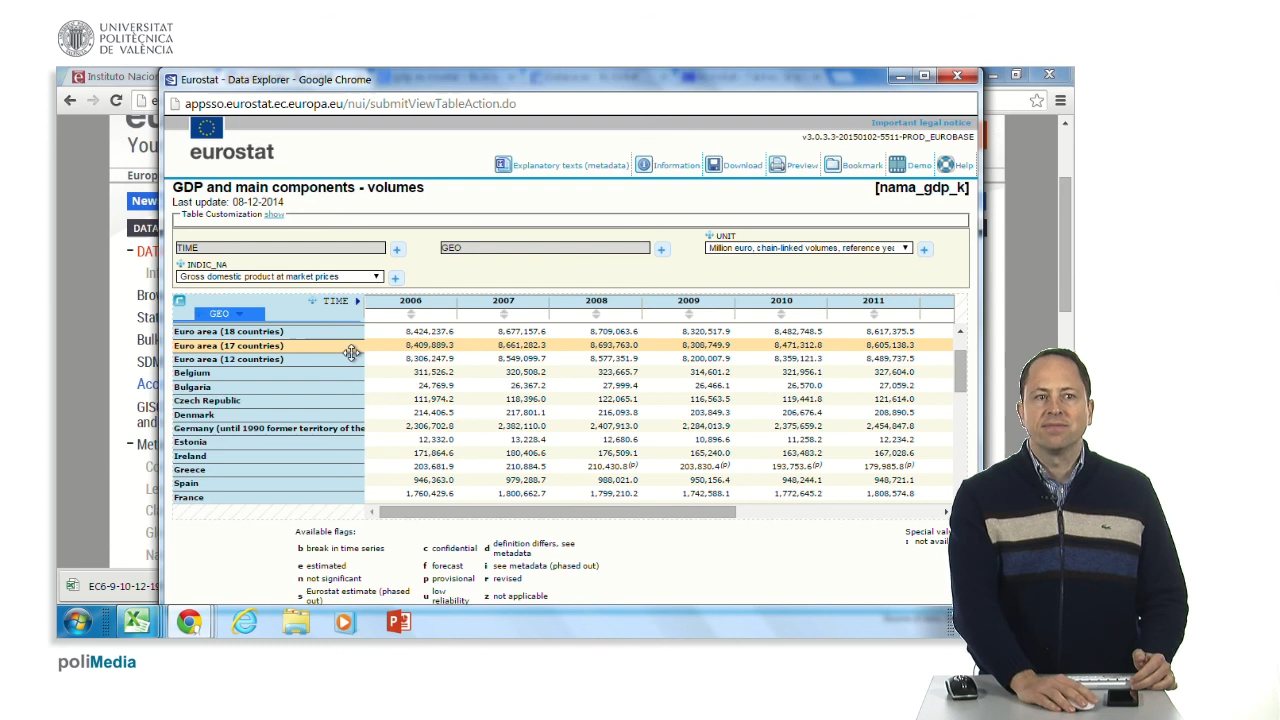 UNIVERSITAT
POLITÈCNICA
DE VALÈNCIA
Instituto Nacion
Eurostat - Data Explorer - Google Chrome
appsso.eurostat.ec.europa.eu/nui/submitViewTableAction.do
Important legal notice
v3.0.3.3-20150102-5511-PROD_EUROBASE
eurostat
Explanatory texts (metadata) Information Download Preview Bookmark Demo Help
GDP and main components - volumes [nama_gdp_k]
Last update: 08-12-2014
Table Customization show
TIME GEO UNIT
Million euro, chain-linked volumes, reference yea
INDIC_NA
Gross domestic product at market prices
TIME 2006 2007 2008 2009 2010 2011
GEO
Euro area (18 countries) 8,424,237.6 8,677,157.6 8,709,063.6 8,320,517.9 8,482,748.5 8,617,375.5
Euro area (17 countries) 8,409,889.3 8,661,282.3 8,693,763.0 8,308,749.9 8,471,312.8 8,605,138.3
Euro area (12 countries) 8,306,247.9 8,549,099.7 8,577,351.9 8,200,007.9 8,359,121.3 8,489,737.5
Belgium 311,526.2 320,508.2 323,665.7 314,601.2 321,956.1 327,604.0
Bulgaria 24,769.9 26,367.2 27,999.4 26,466.1 26,570.0 27,059.2
Czech Republic 111,974.2 118,396.0 122,065.1 116,563.5 119,441.8 121,614.0
Denmark 214,406.5 217,801.1 216,093.8 203,849.3 206,676.4 208,890.5
Germany (until 1990 former territory of the 2,306,702.8 2,382,110.0 2,407,913.0 2,284,013.9 2,375,659.2 2,454,847.8
Estonia 12,332.0 13,228.4 12,680.6 10,896.6 11,258.2 12,234.2
Ireland 171,864.6 180,406.6 176,509.1 165,240.0 163,483.2 167,028.6
Greece 203,681.9 210,884.5 210,430.8(p) 203,830.4(p) 193,753.6(p) 179,985.8(p)
Spain 946,363.0 979,288.7 988,021.0 950,156.4 948,244.1 948,721.1
France 1,760,429.6 1,800,662.7 1,799,210.2 1,742,588.1 1,772,645.2 1,808,574.8
Available flags: Special val
b break in time series c confidential d definition differs, see metadata : not avail
e estimated f forecast i see metadata (phased out)
n not significant p provisional r revised
s Eurostat estimate (phased out) u low reliability z not applicable
You
Europ
New
DATA
DAT
In
Brow
Stat
Bulk
SDM
Acc
GISC
and
Met
Co
Le
Cl
Gl
Na
EC6-9-10-12-19
poliMedia